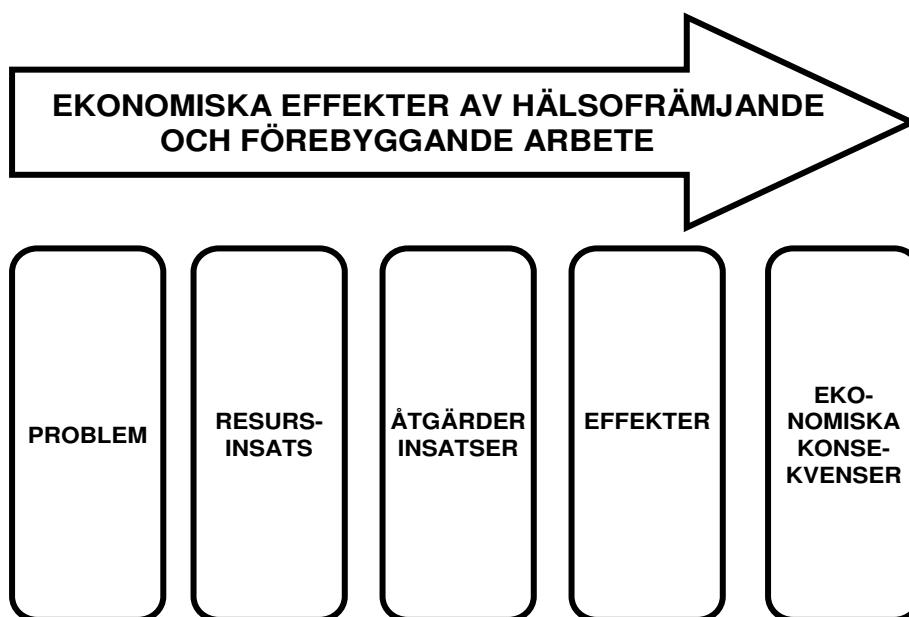 EKONOMISKA EFFEKTER AV HÄLSOFRÄMJANDE
OCH FÖREBYGGANDE ARBETE
PROBLEM
RESURS-
INSATS
ÅTGÄRDER
INSATSER
EFFEKTER
EKO-
NOMISKA
KONSE-
KVENSER